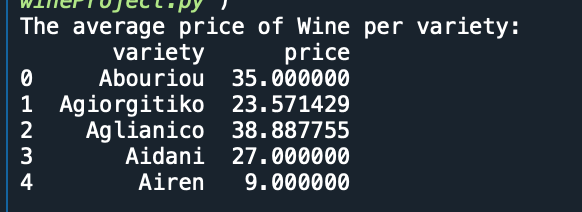 wineProject.py')
The average price of Wine per variety:
variety price
0 Abouriou 35.000000
1 Agiorgitiko 23.571429
2 Aglianico 38.887755
3 Aidani 27.000000
4 Airen 9.000000